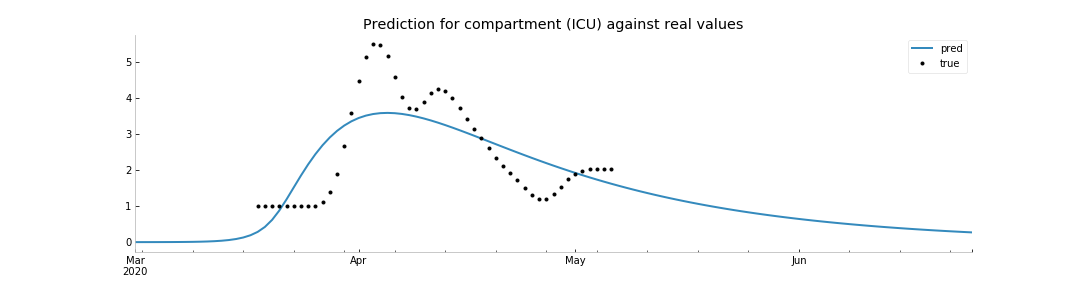 Prediction for compartment (ICU) against real values
pred
true
5
4
3
2
1
0
Mar
2020
Apr
May
Jun